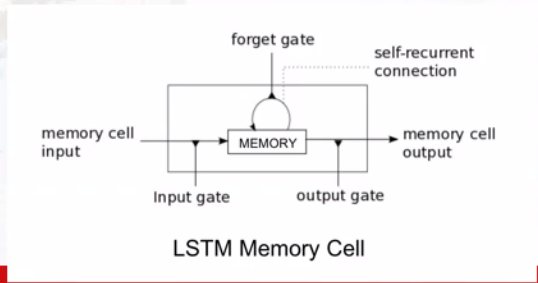 forget gate
self-recurrent
connection
memory cell
input
MEMORY
memory cell
output
Input gate
output gate
LSTM Memory Cell